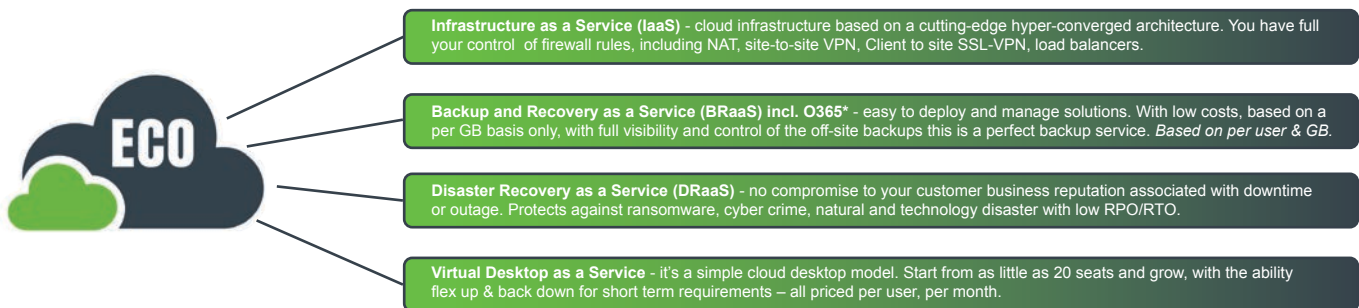 ECO
Infrastructure as a Service (IaaS) - cloud infrastructure based on a cutting-edge hyper-converged architecture. You have full
your control of firewall rules, including NAT, site-to-site VPN, Client to site SSL-VPN, load balancers.
Backup and Recovery as a Service (BRaaS) incl. O365* - easy to deploy and manage solutions. With low costs, based on a
per GB basis only, with full visibility and control of the off-site backups this is a perfect backup service. Based on per user & GB.
Disaster Recovery as a Service (DRaaS) - no compromise to your customer business reputation associated with downtime
or outage. Protects against ransomware, cyber crime, natural and technology disaster with low RPO/RTO.
Virtual Desktop as a Service - it’s a simple cloud desktop model. Start from as little as 20 seats and grow, with the ability
flex up & back down for short term requirements – all priced per user, per month.